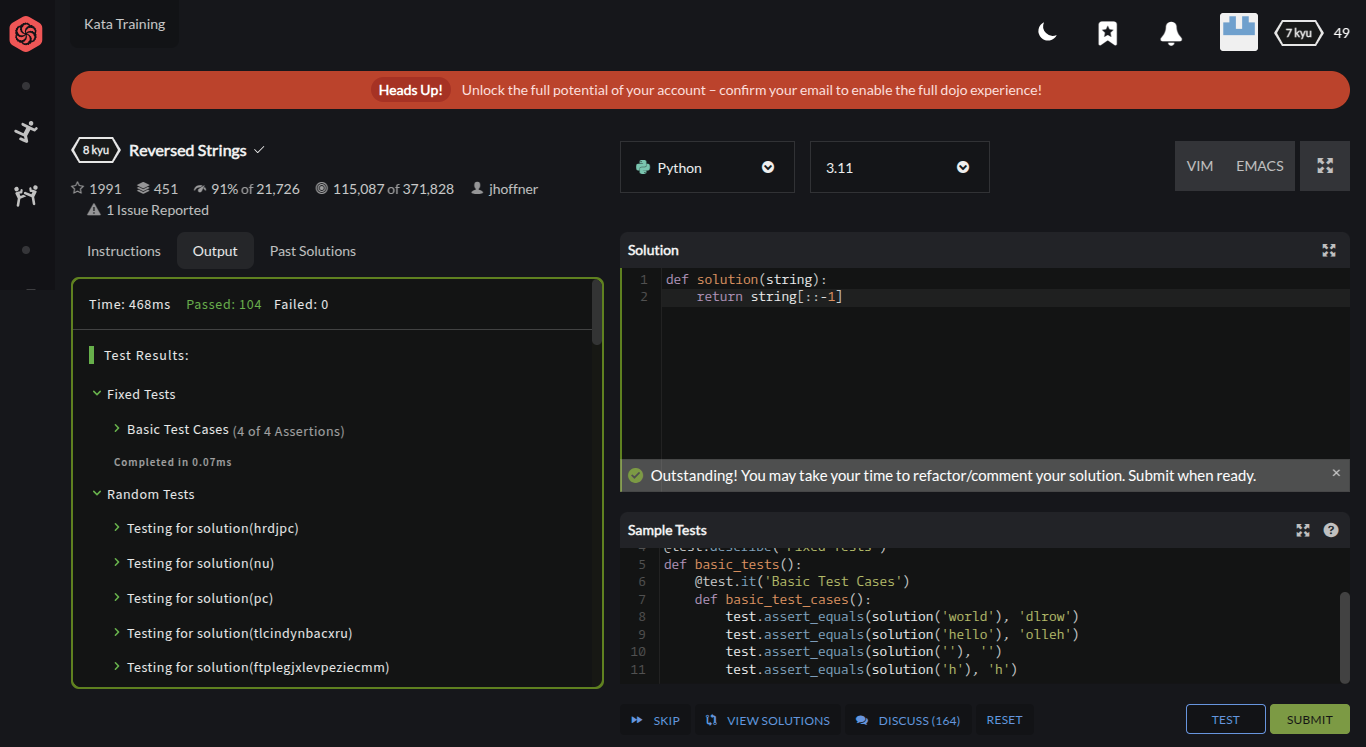 Kata Training
7 kyu 49
Heads Up! Unlock the full potential of your account – confirm your email to enable the full dojo experience!
8 kyu Reversed Strings
1991 451 91% of 21,726 115,087 of 371,828 jhoffner
1 Issue Reported
Python 3.11 VIM EMACS
Instructions Output Past Solutions
Time: 468ms Passed: 104 Failed: 0
Test Results:
Fixed Tests
Basic Test Cases (4 of 4 Assertions)
Completed in 0.07ms
Random Tests
Testing for solution(hrdjpc)
Testing for solution(nu)
Testing for solution(pc)
Testing for solution(tlcindynbacxru)
Testing for solution(ftplegjxlevpeziecmm)
Solution
1 def solution(string):
2     return string[::-1]
Outstanding! You may take your time to refactor/comment your solution. Submit when ready. ×
Sample Tests
4 @test.describe("Fixed Tests")
5 def basic_tests():
6     @test.it('Basic Test Cases')
7     def basic_test_cases():
8         test.assert_equals(solution('world'), 'dlrow')
9         test.assert_equals(solution('hello'), 'olleh')
10         test.assert_equals(solution(''), '')
11         test.assert_equals(solution('h'), 'h')
SKIP VIEW SOLUTIONS DISCUSS (164) RESET TEST SUBMIT